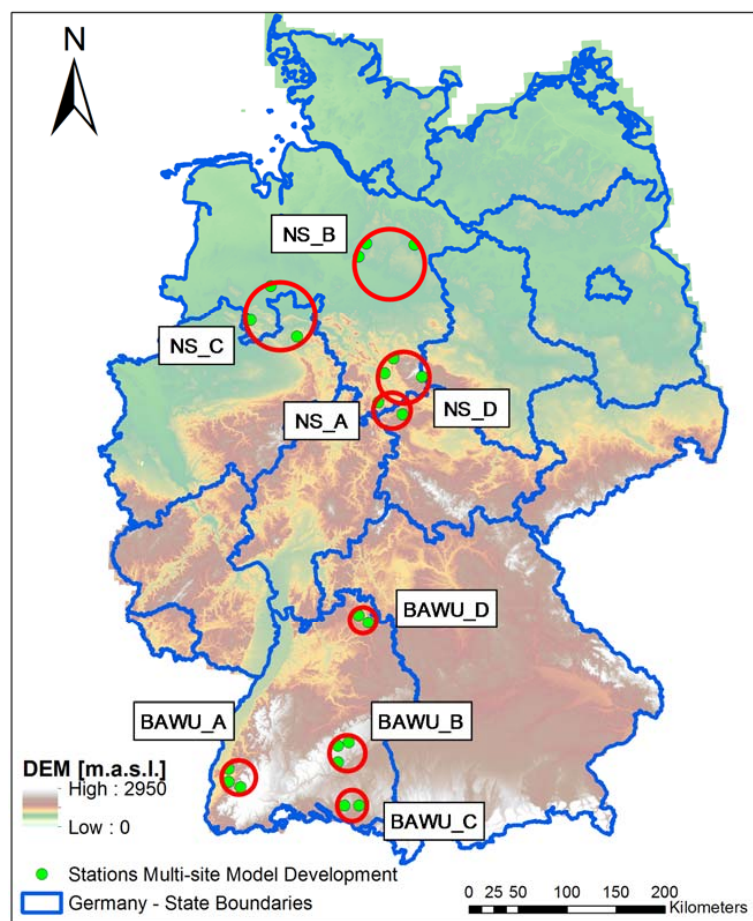 N
NS_B
NS_C
NS_A
NS_D
BAWU_D
BAWU_A
BAWU_B
BAWU_C
DEM [m.a.s.l.]
High : 2950
Low : 0
Stations Multi-site Model Development
Germany - State Boundaries
0 25 50 100 150 200
Kilometers